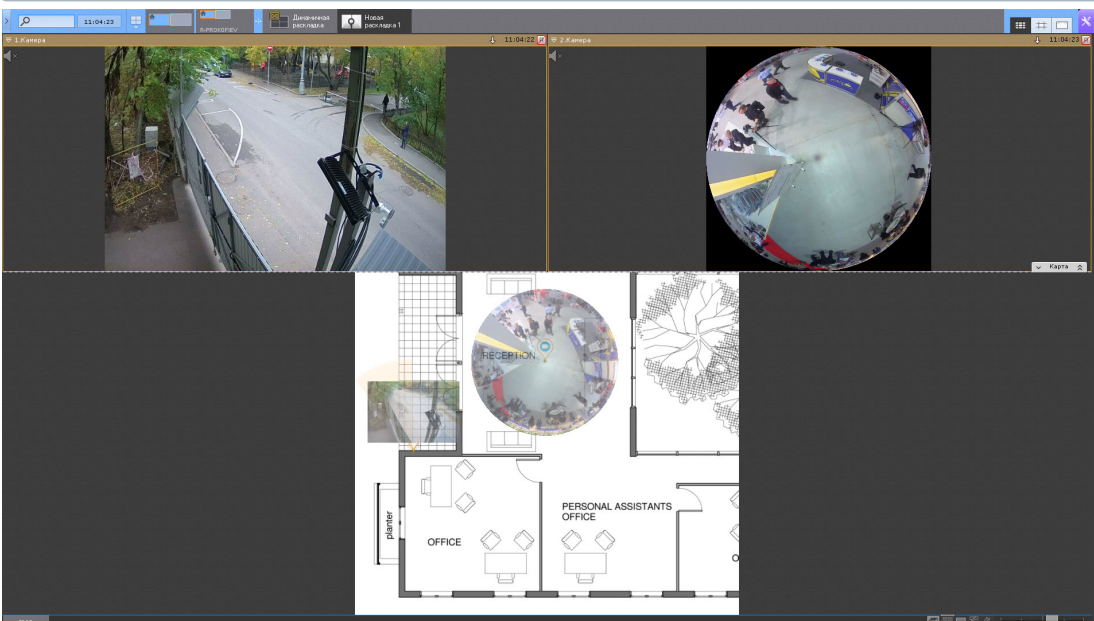 11:04:23
R-PROKOFIEV
Динамичная
раскладка
Новая
раскладка 1
1.Камера
11:04:22
2.Камера
11:04:23
Карта
RECEPTION
PERSONAL ASSISTANTS
OFFICE
planter
OFFICE
O